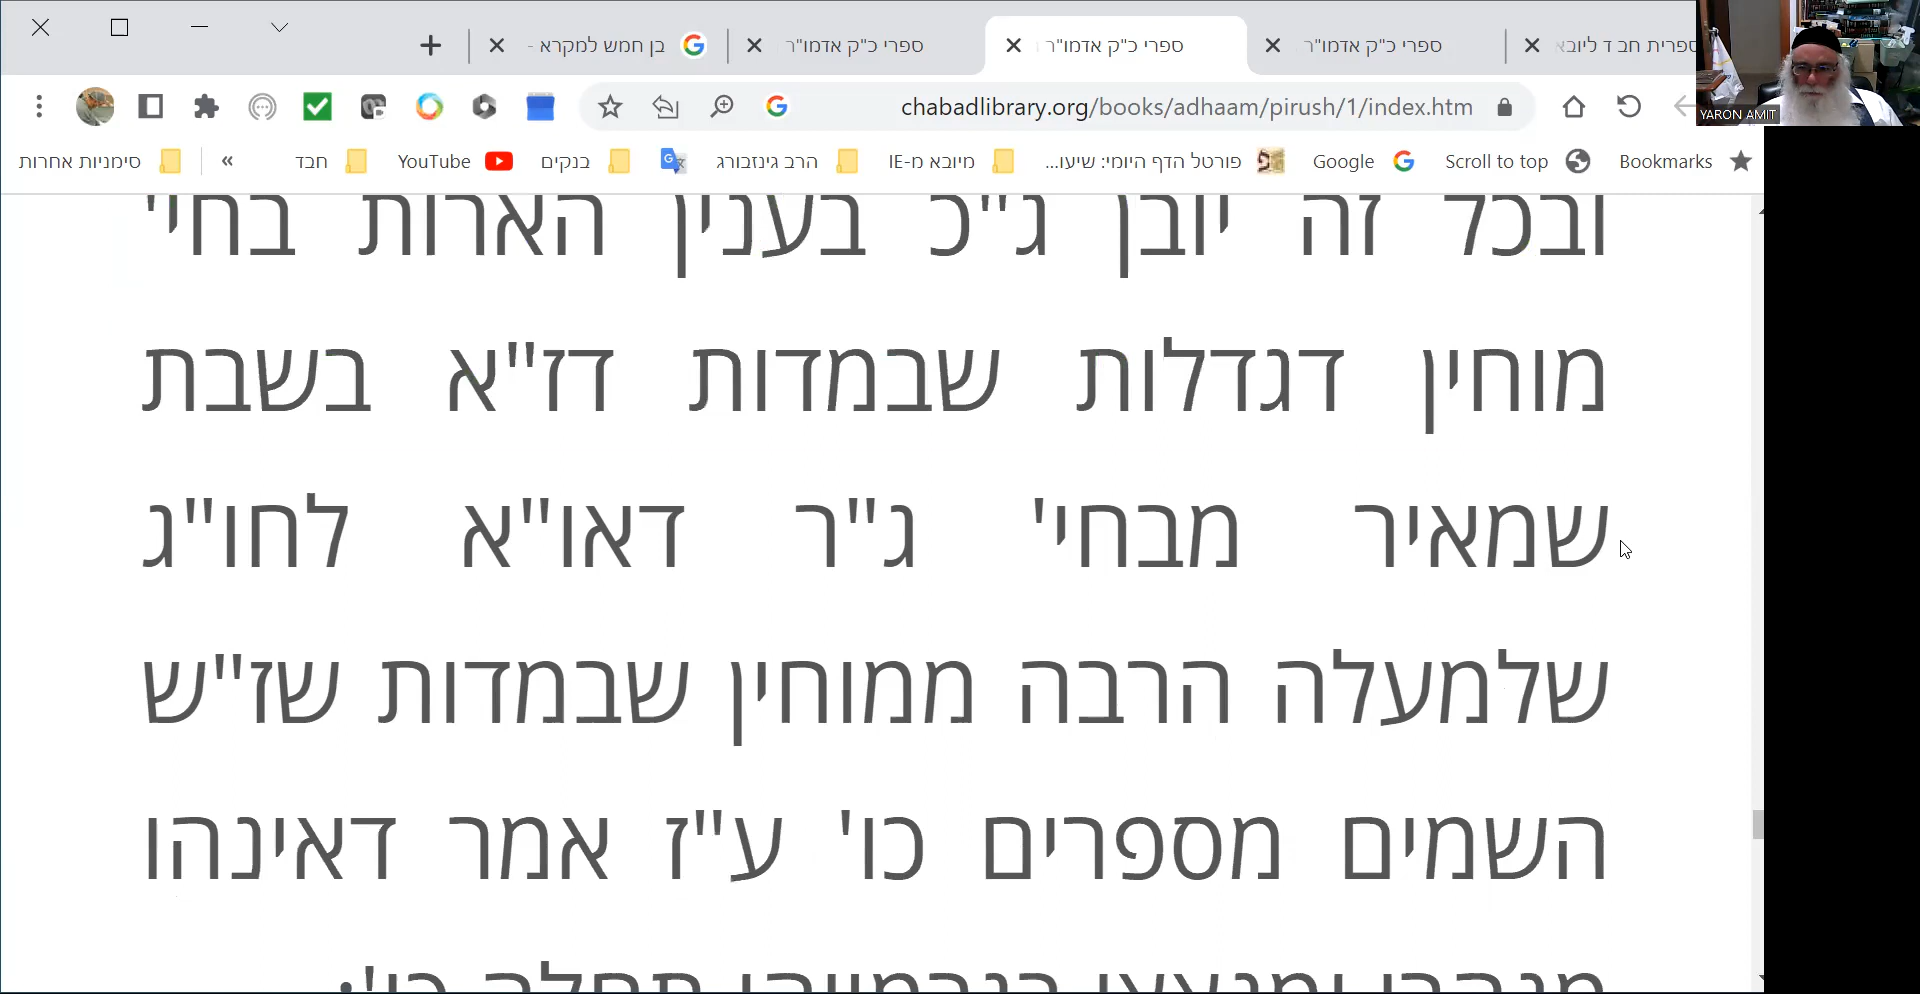 בן חמש למקרא -
ספרי כ"ק אדמו"ר
ספרי כ"ק אדמו"ר
ספרי כ"ק אדמו"ר
ספרית חב ד ליובא
chabadlibrary.org/books/adhaam/pirush/1/index.htm
YARON AMIT
Bookmarks
Scroll to top
Google
פורטל הדף היומי: שיעו...
מיובא מ-IE
הרב גינזבורג
בנקים
YouTube
חבד
»
סימניות אחרות
ובכל זה יובן ג"כ בענין הארות בחי'
מוחין דגדלות שבמדות דז"א בשבת
שמאיר מבחי' ג"ר דאו"א לחו"ג
שלמעלה הרבה ממוחין שבמדות שז"ש
השמים מספרים כו' ע"ז אמר דאינהו